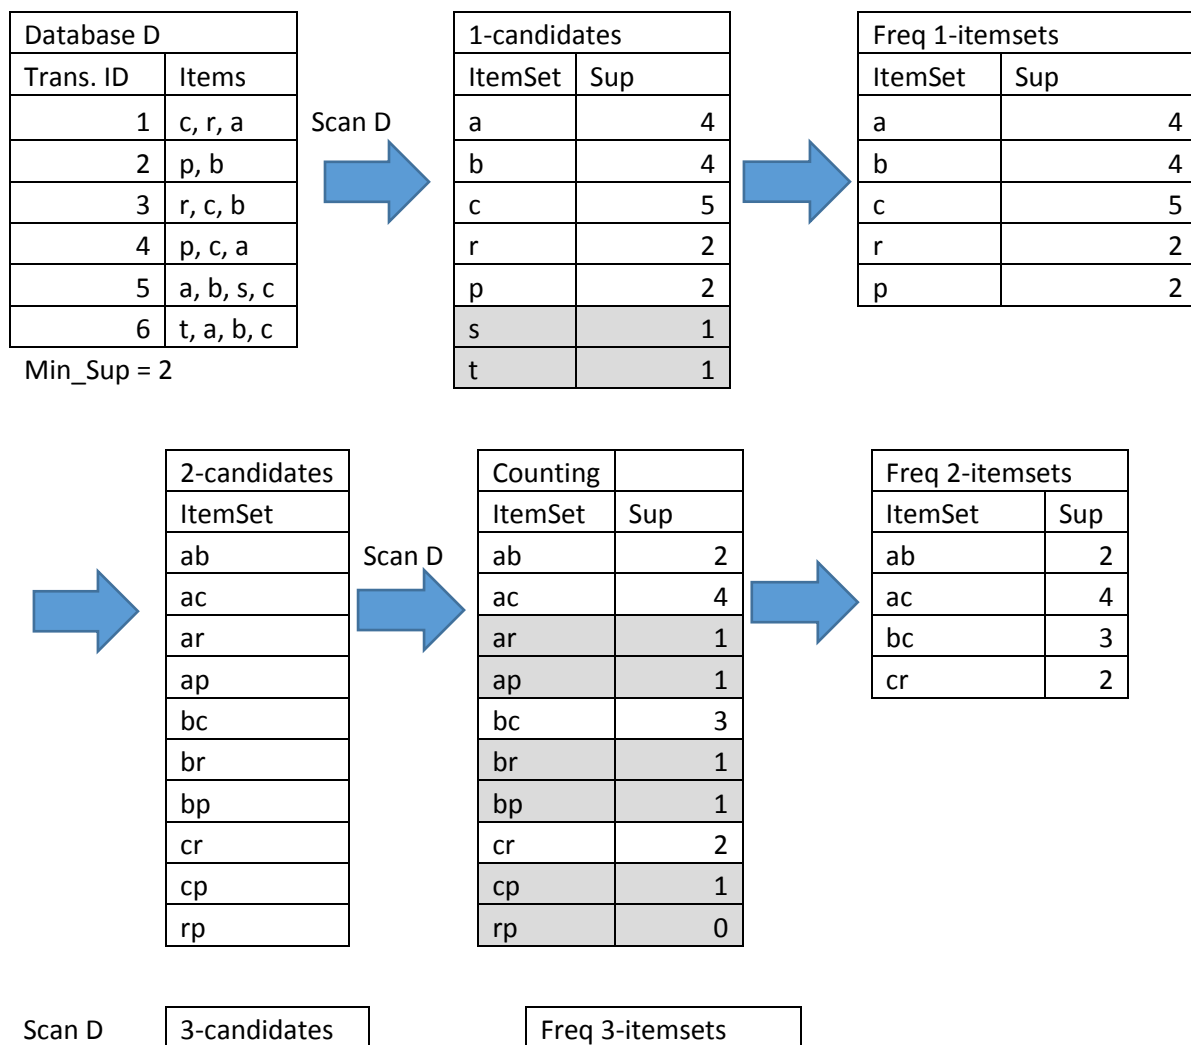 Database D 1-candidates Freq 1-itemsets
Trans. ID Items ItemSet Sup ItemSet Sup
1 c, r, a Scan D a 4 a 4
2 p, b b 4 b 4
3 r, c, b c 5 c 5
4 p, c, a r 2 r 2
5 a, b, s, c p 2 p 2
6 t, a, b, c s 1
Min_Sup = 2 t 1
2-candidates Counting Freq 2-itemsets
ItemSet ItemSet Sup ItemSet Sup
ab Scan D ab 2 ab 2
ac ac 4 ac 4
ar ar 1 bc 3
ap ap 1 cr 2
bc bc 3
br br 1
bp bp 1
cr cr 2
cp cp 1
rp rp 0
Scan D 3-candidates Freq 3-itemsets